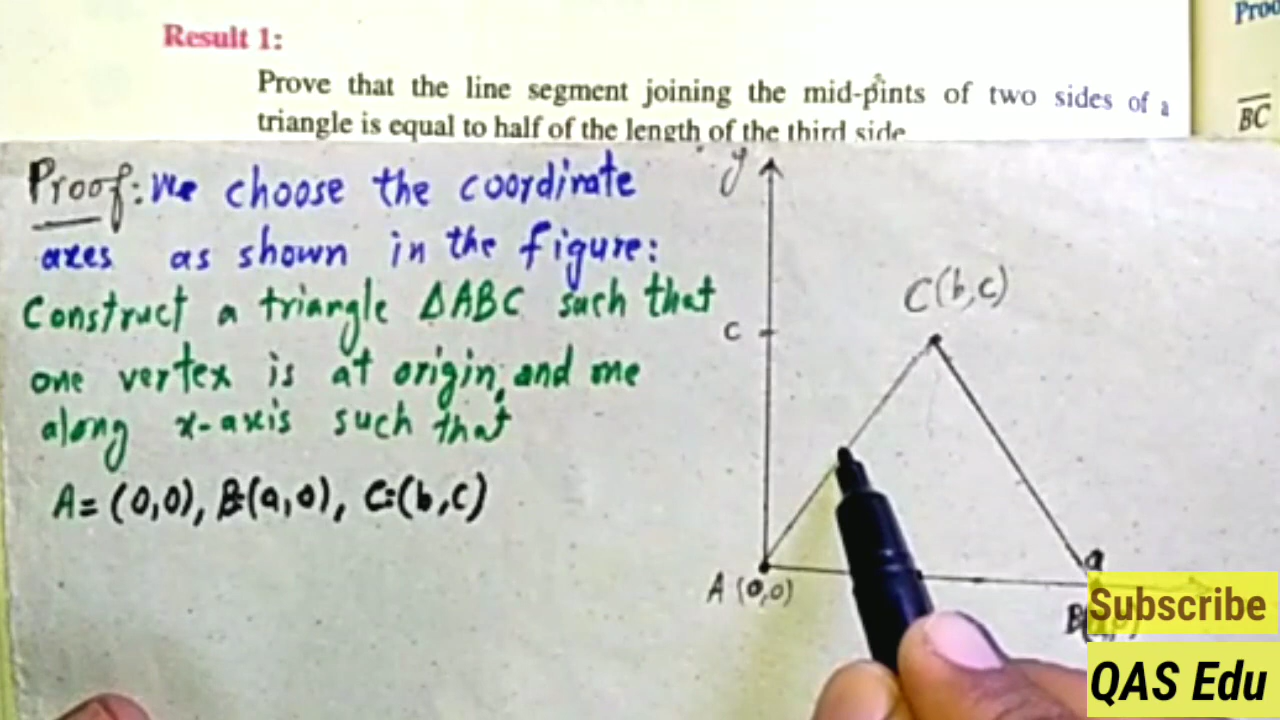 Proo
Result 1:
Prove that the line segment joining the mid-pints of two sides of a
triangle is equal to half of the length of the third side
BC
Proof: We choose the coordinate
axes as shown in the figure:
Construct a triangle ΔABC such that
one vertex is at origin, and one
along x-axis such that
A = (0,0), B=(a,0), C=(b,c)
y
C(b,c)
c
A (0,0)
a
Subscribe
QAS Edu